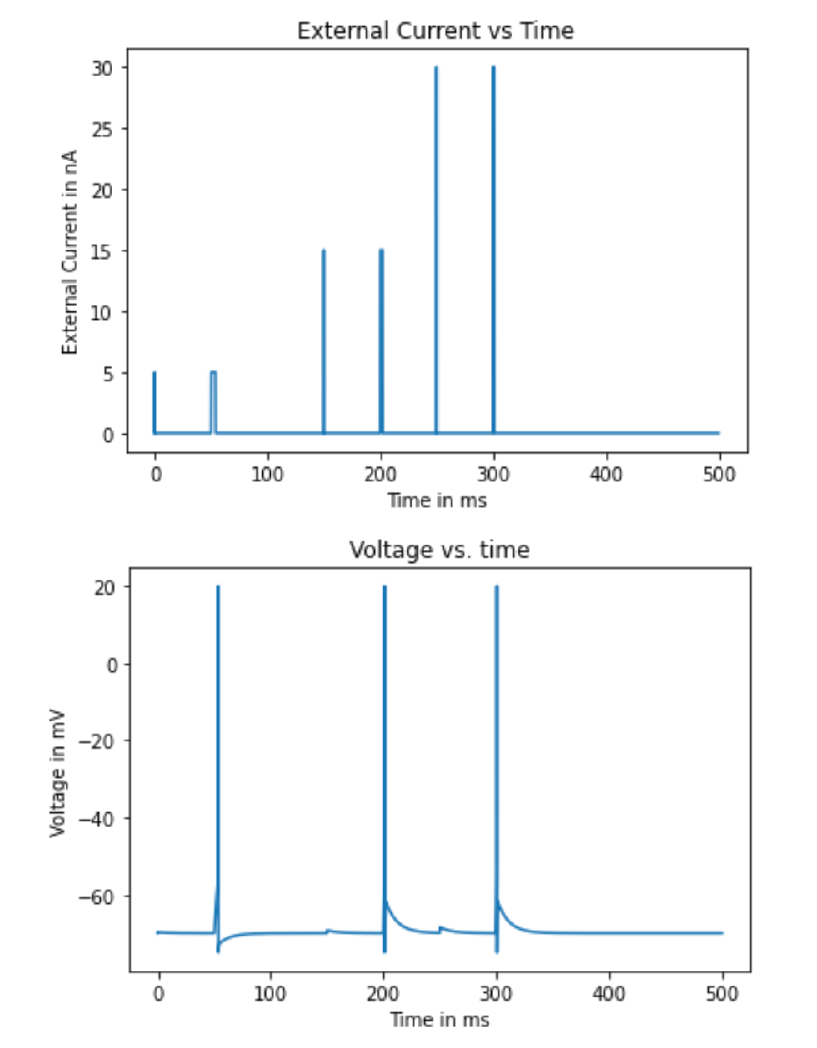 External Current vs Time
30
25
20
15
10
5
0
External Current in nA
0 100 200 300 400 500
Time in ms
Voltage vs. time
20
0
−20
−40
−60
Voltage in mV
0 100 200 300 400 500
Time in ms